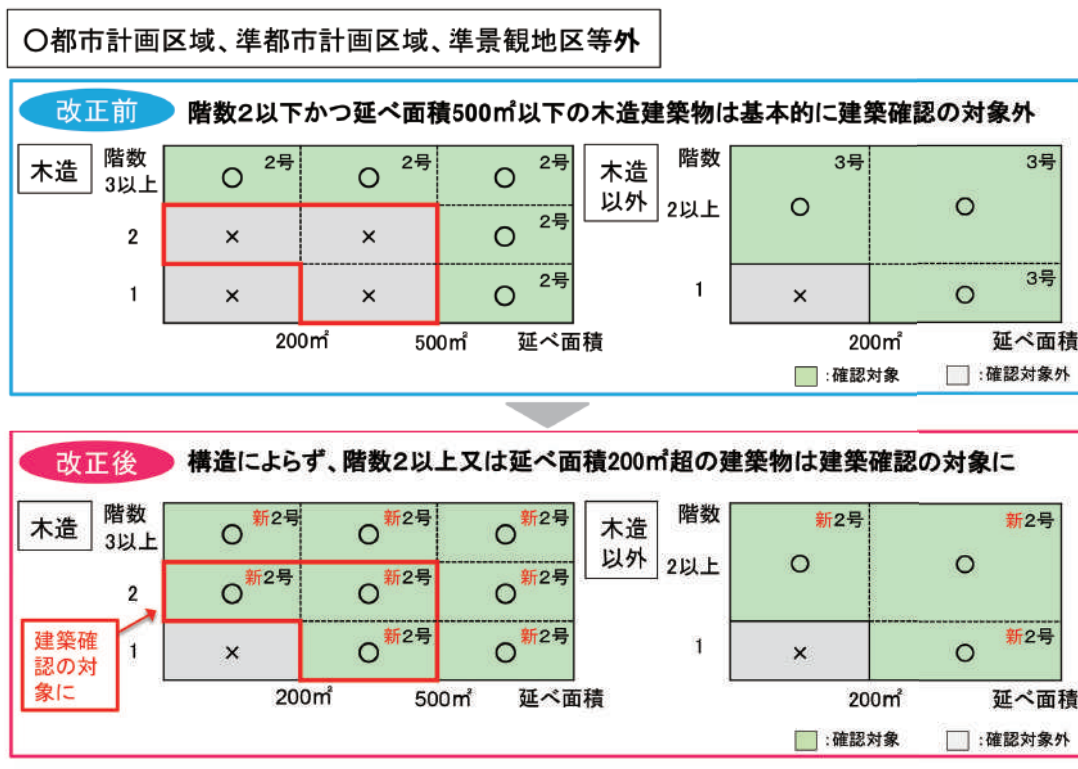 〇都市計画区域、準都市計画区域、準景観地区等外
改正前
階数２以下かつ延べ面積500㎡以下の木造建築物は基本的に建築確認の対象外
木造
階数
3以上
○ 2号 ○ 2号 ○ 2号
2
× × ○ 2号
1
× × ○ 2号
200㎡ 500㎡ 延べ面積
木造
以外
階数
2以上
○ 3号 ○ 3号
1
× ○ 3号
200㎡ 延べ面積
:確認対象 :確認対象外
改正後
構造によらず、階数２以上又は延べ面積200㎡超の建築物は建築確認の対象に
木造
階数
3以上
○ 新2号 ○ 新2号 ○ 新2号
2
○ 新2号 ○ 新2号 ○ 新2号
1
× ○ 新2号 ○ 新2号
建築確
認の対
象に
200㎡ 500㎡ 延べ面積
木造
以外
階数
2以上
○ 新2号 ○ 新2号
1
× ○ 新2号
200㎡ 延べ面積
:確認対象 :確認対象外